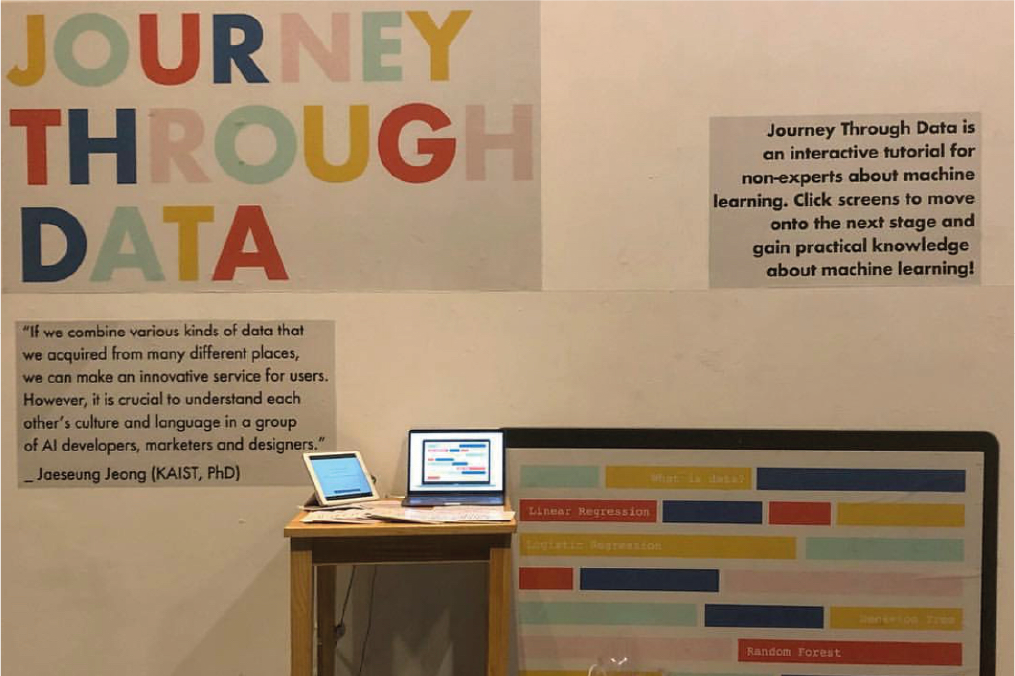 JOURNEY
THROUGH
DATA
Journey Through Data is
an interactive tutorial for
non-experts about machine
learning. Click screens to move
onto the next stage and
gain practical knowledge
about machine learning!
“If we combine various kinds of data that
we acquired from many different places,
we can make an innovative service for users.
However, it is crucial to understand each
other’s culture and language in a group
of AI developers, marketers and designers.”
_ Jaeseung Jeong (KAIST, PhD)
What is data?
Linear Regression
Logistic Regression
Decision Tree
Random Forest